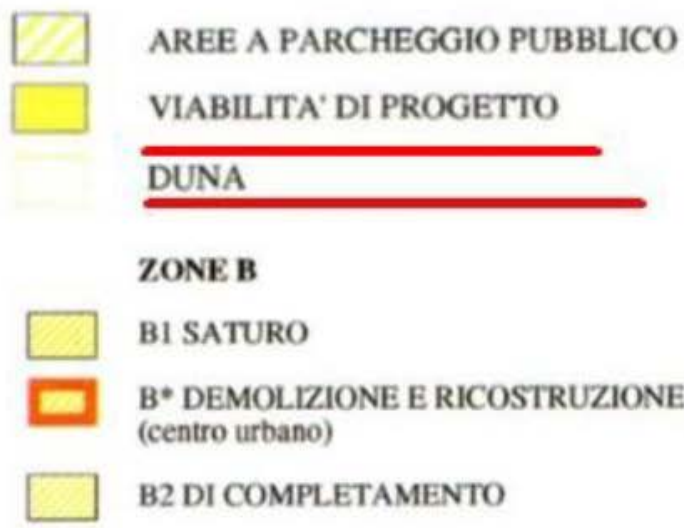 AREE A PARCHEGGIO PUBBLICO
VIABILITA' DI PROGETTO
DUNA
ZONE B
B1 SATURO
B* DEMOLIZIONE E RICOSTRUZIONE
(centro urbano)
B2 DI COMPLETAMENTO